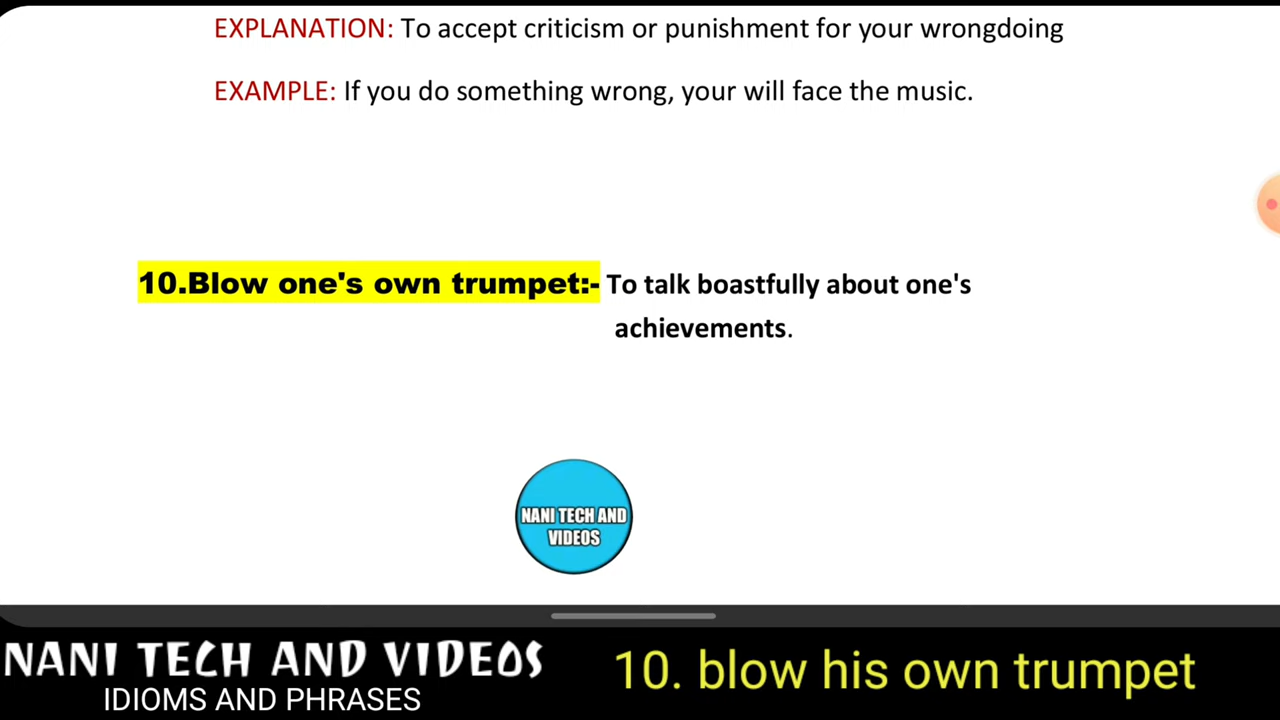 EXPLANATION: To accept criticism or punishment for your wrongdoing
EXAMPLE: If you do something wrong, your will face the music.
10.Blow one's own trumpet:- To talk boastfully about one's
achievements.
NANI TECH AND
VIDEOS
NANI TECH AND VIDEOS
IDIOMS AND PHRASES
10. blow his own trumpet